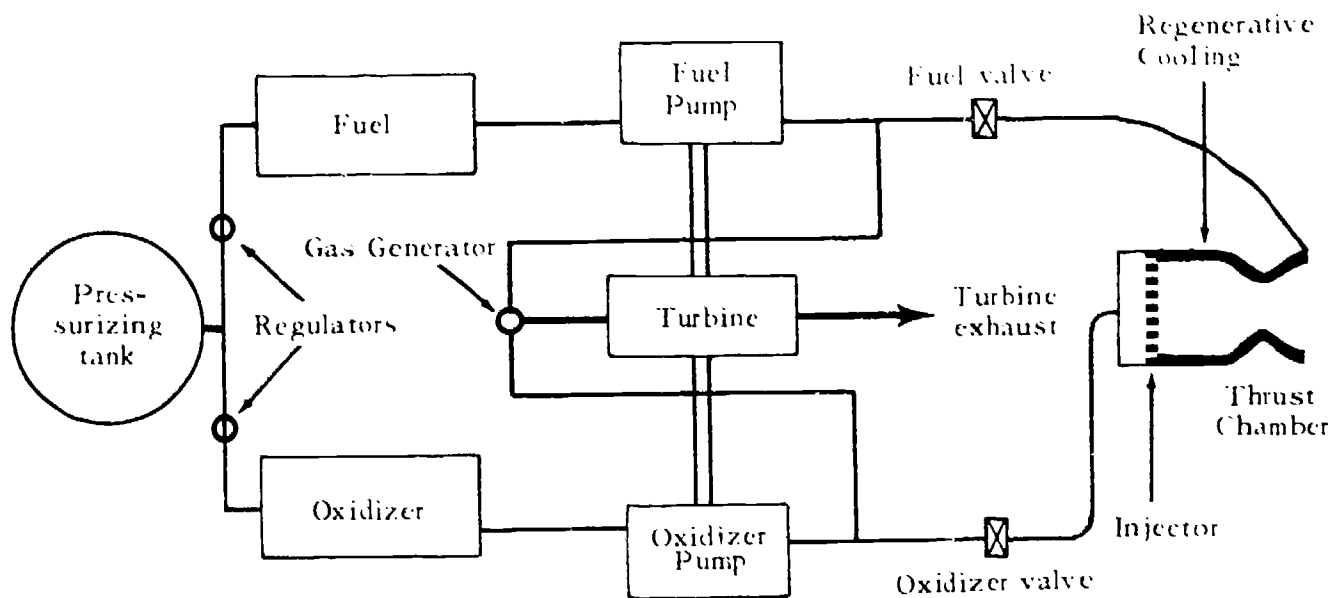 Regenerative
Cooling
Fuel valve
Fuel
Pump
Fuel
Gas Generator
Pres-
surizing
tank
Regulators
Turbine
Turbine
exhaust
Thrust
Chamber
Oxidizer
Oxidizer
Pump
Injector
Oxidizer valve